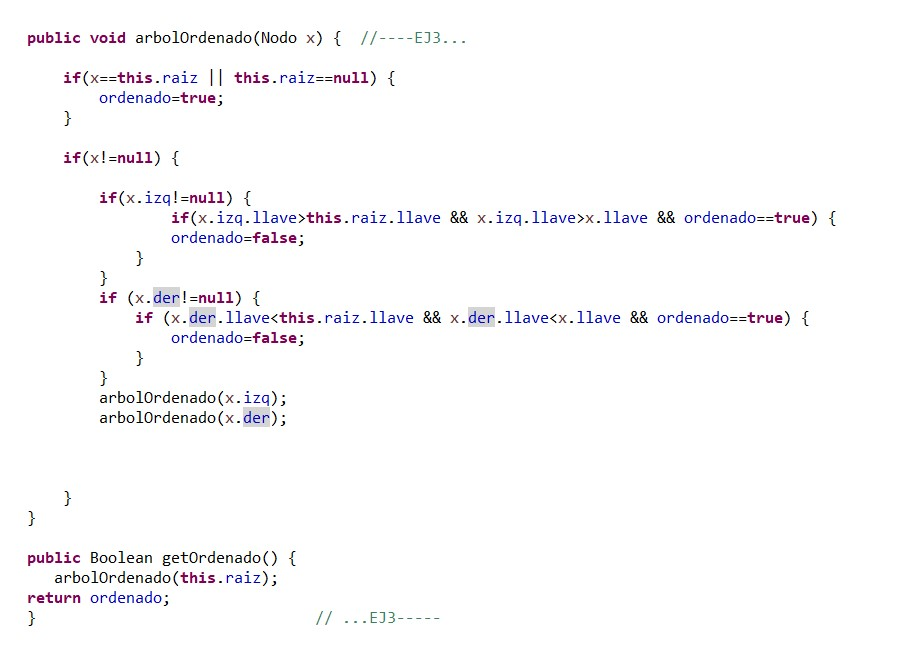 public void arbolOrdenado(Nodo x) {  //----EJ3...
    if(x==this.raiz || this.raiz==null) {
        ordenado=true;
    }
    if(x!=null) {
        if(x.izq!=null) {
                if(x.izq.llave>this.raiz.llave && x.izq.llave>x.llave && ordenado==true) {
                ordenado=false;
            }
        }
        if (x.der!=null) {
            if (x.der.llave<this.raiz.llave && x.der.llave<x.llave && ordenado==true) {
                ordenado=false;
            }
        }
        arbolOrdenado(x.izq);
        arbolOrdenado(x.der);
    }
}
public Boolean getOrdenado() {
   arbolOrdenado(this.raiz);
return ordenado;
}                               // ...EJ3-----